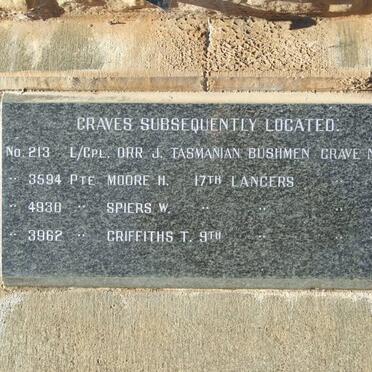 GRAVES SUBSEQUENTLY LOCATED:
No. 213 L/CPL. ORR J. TASMANIAN BUSHMEN GRAVE N
" 3594 PTE MOORE H. 17TH LANCERS "
" 4930 " SPIERS W. " " "
" 3962 " GRIFFITHS T. 9TH " "